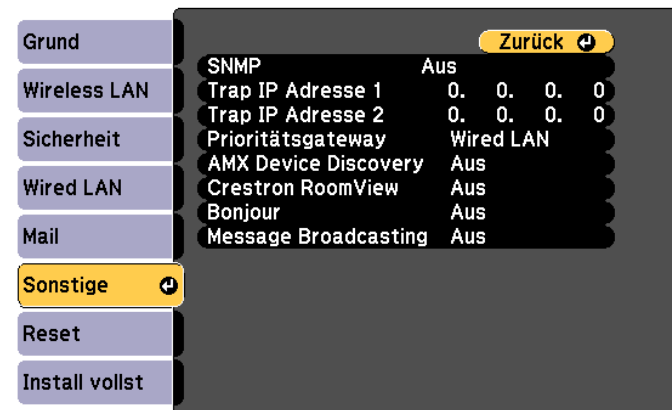 Grund
Wireless LAN
Sicherheit
Wired LAN
Mail
Sonstige
Reset
Install vollst
Zurück
SNMP Aus
Trap IP Adresse 1 0. 0. 0. 0
Trap IP Adresse 2 0. 0. 0. 0
Prioritätsgateway Wired LAN
AMX Device Discovery Aus
Crestron RoomView Aus
Bonjour Aus
Message Broadcasting Aus